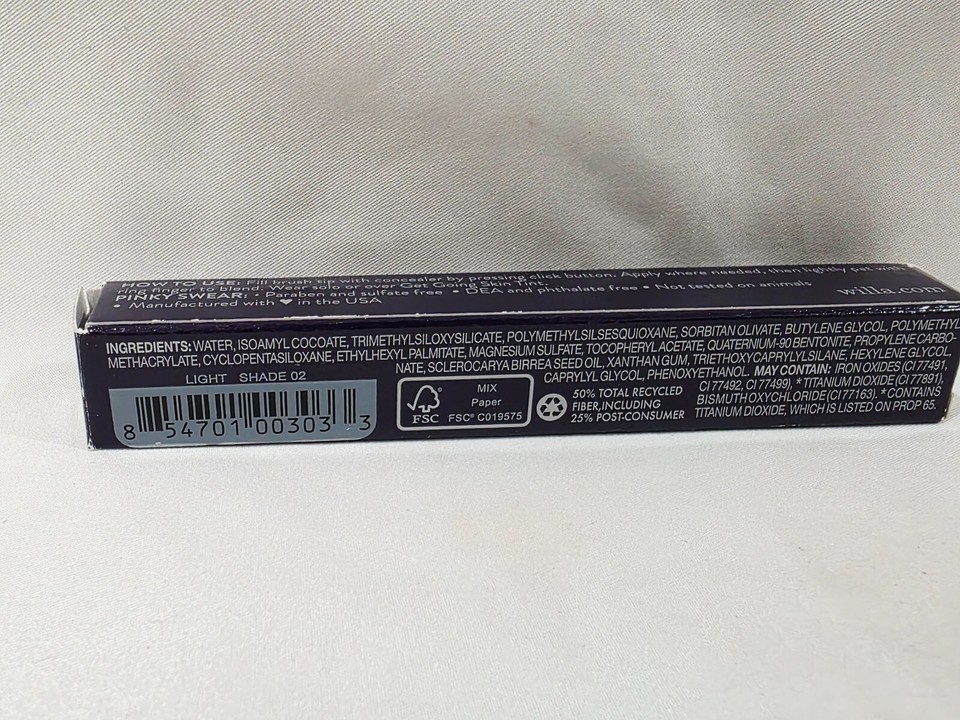 HOW TO USE: Fill brush tip with concealer by pressing click button. Apply where needed, then lightly pat with
ring finger to blend. Wear solo or over Get Going Skin Tint.
PINKY SWEAR: • Paraben and sulfate free • DEA and phthalate free • Not tested on animals
• Manufactured with ♥ in the USA
willa.com
INGREDIENTS: WATER, ISOAMYL COCOATE, TRIMETHYLSILOXYSILICATE, POLYMETHYLSILSESQUIOXANE, SORBITAN OLIVATE, BUTYLENE GLYCOL, POLYMETHYL
METHACRYLATE, CYCLOPENTASILOXANE, ETHYLHEXYL PALMITATE, MAGNESIUM SULFATE, TOCOPHERYL ACETATE, QUATERNIUM-90 BENTONITE, PROPYLENE CARBO-
NATE, SCLEROCARYA BIRREA SEED OIL, XANTHAN GUM, TRIETHOXYCAPRYLYLSILANE, HEXYLENE GLYCOL,
CAPRYLYL GLYCOL, PHENOXYETHANOL. MAY CONTAIN: IRON OXIDES (CI 77491,
CI 77492, CI 77499), *TITANIUM DIOXIDE (CI 77891),
BISMUTH OXYCHLORIDE (CI 77163). *CONTAINS
TITANIUM DIOXIDE, WHICH IS LISTED ON PROP 65.
LIGHT SHADE 02
8 54701 00303 3
FSC
MIX
Paper
FSC® C019575
50% TOTAL RECYCLED
FIBER, INCLUDING
25% POST-CONSUMER